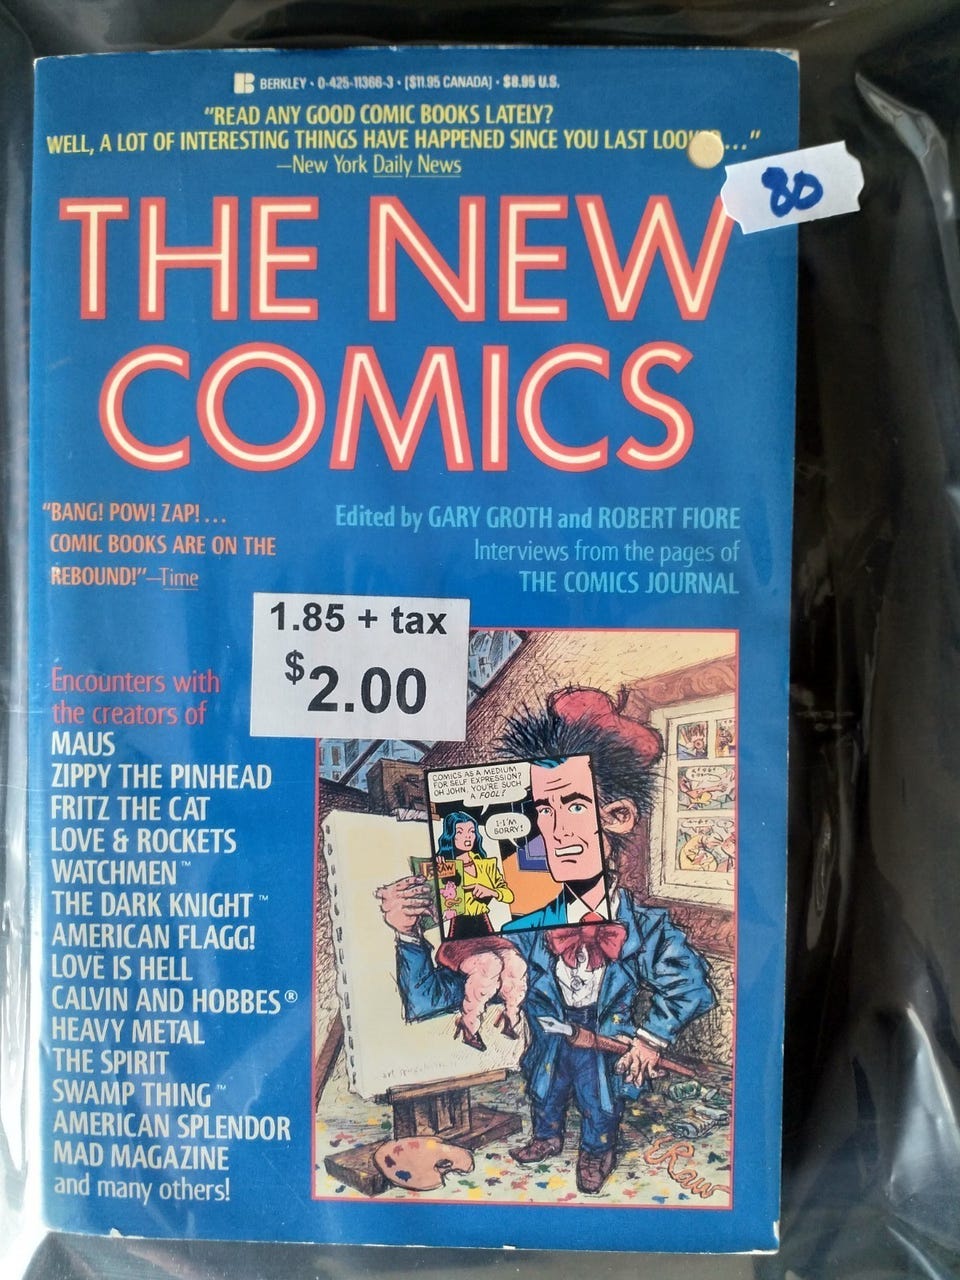 BERKLEY • 0-425-11366-3 • [$11.95 CANADA] • $8.95 U.S.
"READ ANY GOOD COMIC BOOKS LATELY?
WELL, A LOT OF INTERESTING THINGS HAVE HAPPENED SINCE YOU LAST ..."
—New York Daily News
80
THE NEW
COMICS
"BANG! POW! ZAP! ...
COMIC BOOKS ARE ON THE
REBOUND!"—Time
Edited by GARY GROTH and ROBERT FIORE
Interviews from the pages of
THE COMICS JOURNAL
1.85 + tax
$2.00
Encounters with
the creators of
MAUS
ZIPPY THE PINHEAD
FRITZ THE CAT
LOVE & ROCKETS
WATCHMEN™
THE DARK KNIGHT™
AMERICAN FLAGG!
LOVE IS HELL
CALVIN AND HOBBES®
HEAVY METAL
THE SPIRIT
SWAMP THING™
AMERICAN SPLENDOR
MAD MAGAZINE
and many others!
COMICS AS A MEDIUM
FOR SELF EXPRESSION?
OH JOHN, YOU'RE SUCH
A FOOL!
I-I'M
SORRY!
RAW